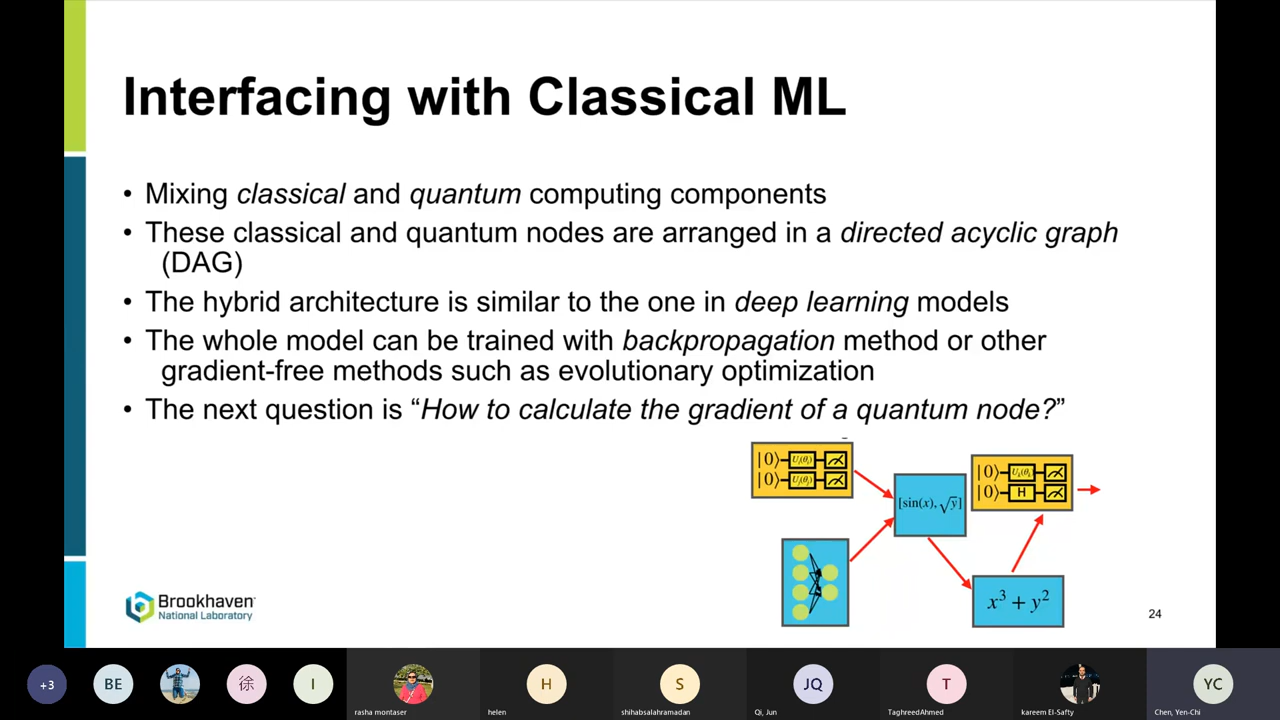 Interfacing with Classical ML
• Mixing classical and quantum computing components
• These classical and quantum nodes are arranged in a directed acyclic graph
(DAG)
• The hybrid architecture is similar to the one in deep learning models
• The whole model can be trained with backpropagation method or other
gradient-free methods such as evolutionary optimization
• The next question is “How to calculate the gradient of a quantum node?”
|0⟩
|0⟩
[sin(x), √y]
|0⟩
|0⟩ H
x³ + y²
Brookhaven
National Laboratory
24
+3
BE
徐
I
H
S
JQ
T
YC
rasha montaser
helen
shihabsalahramadan
Qi, Jun
TaghreedAhmed
kareem El-Safty
Chen, Yen-Chi